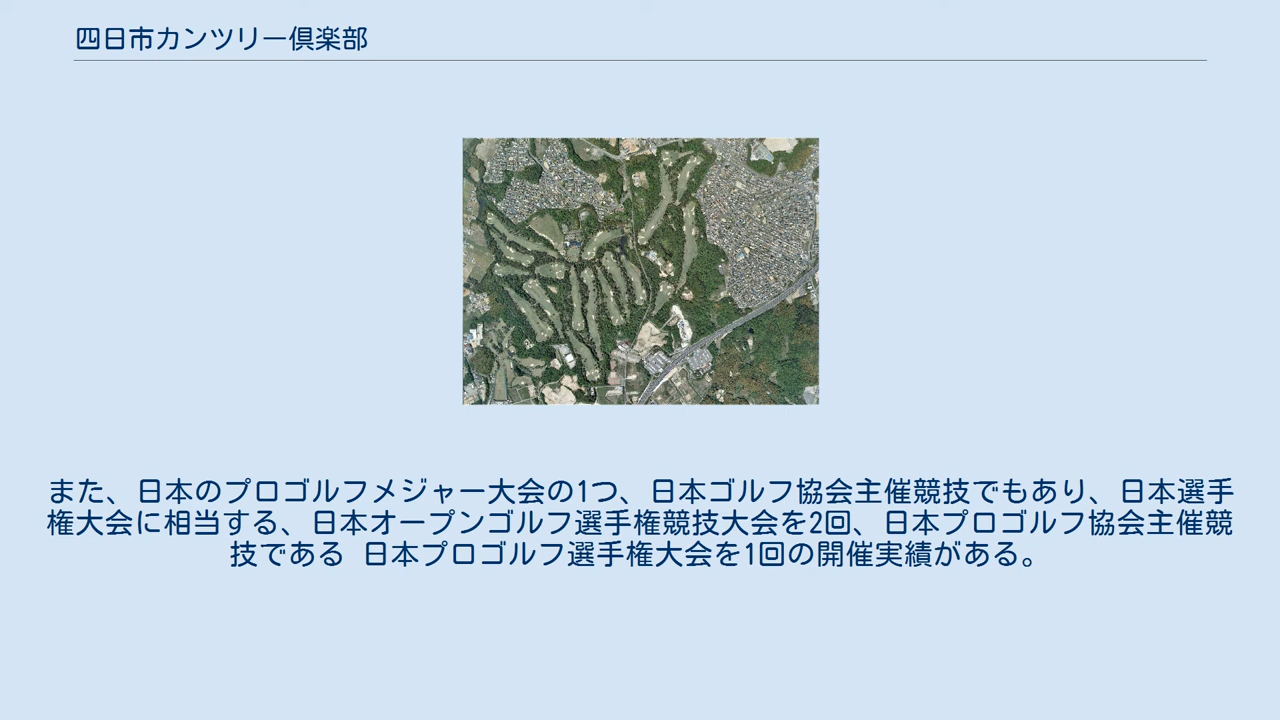 四日市カンツリー倶楽部
また、日本のプロゴルフメジャー大会の1つ、日本ゴルフ協会主催競技でもあり、日本選手
権大会に相当する、日本オープンゴルフ選手権競技大会を2回、日本プロゴルフ協会主催競
技である 日本プロゴルフ選手権大会を1回の開催実績がある。